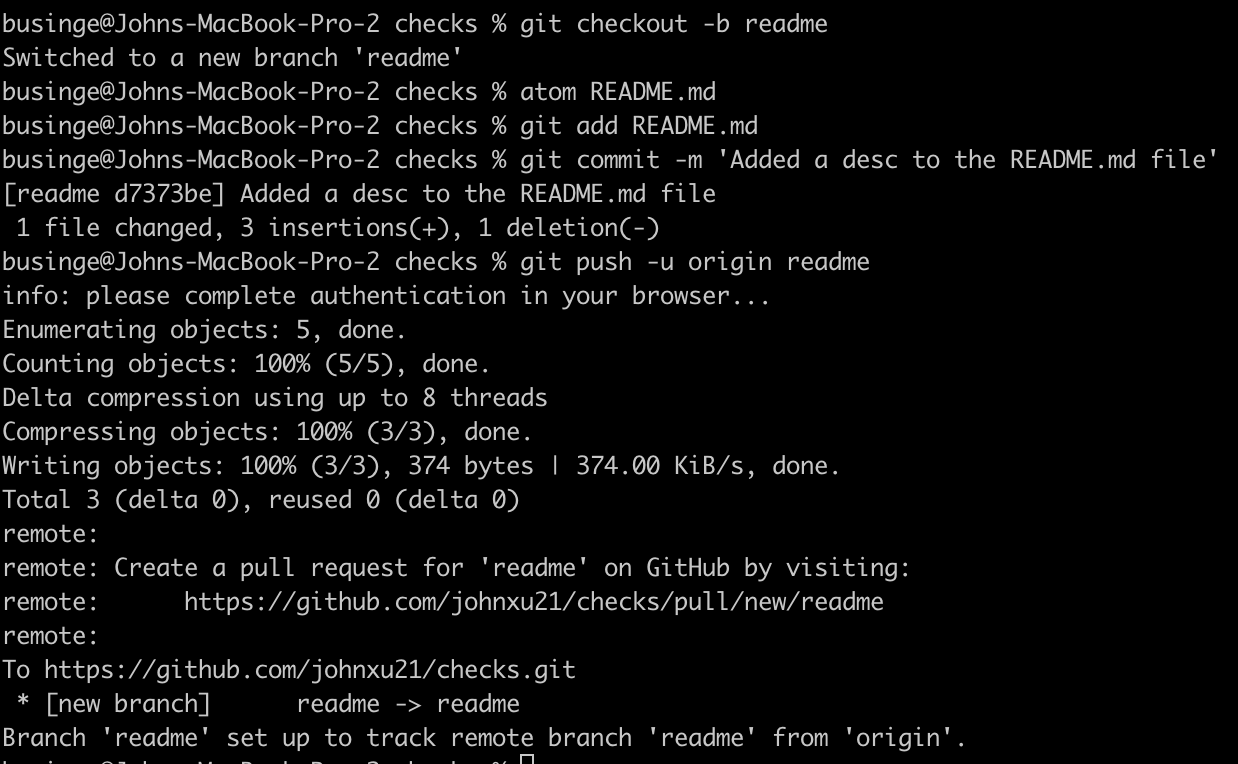 businge@Johns-MacBook-Pro-2 checks % git checkout -b readme
Switched to a new branch 'readme'
businge@Johns-MacBook-Pro-2 checks % atom README.md
businge@Johns-MacBook-Pro-2 checks % git add README.md
businge@Johns-MacBook-Pro-2 checks % git commit -m 'Added a desc to the README.md file'
[readme d7373be] Added a desc to the README.md file
 1 file changed, 3 insertions(+), 1 deletion(-)
businge@Johns-MacBook-Pro-2 checks % git push -u origin readme
info: please complete authentication in your browser...
Enumerating objects: 5, done.
Counting objects: 100% (5/5), done.
Delta compression using up to 8 threads
Compressing objects: 100% (3/3), done.
Writing objects: 100% (3/3), 374 bytes | 374.00 KiB/s, done.
Total 3 (delta 0), reused 0 (delta 0)
remote:
remote: Create a pull request for 'readme' on GitHub by visiting:
remote:      https://github.com/johnxu21/checks/pull/new/readme
remote:
To https://github.com/johnxu21/checks.git
 * [new branch]      readme -> readme
Branch 'readme' set up to track remote branch 'readme' from 'origin'.